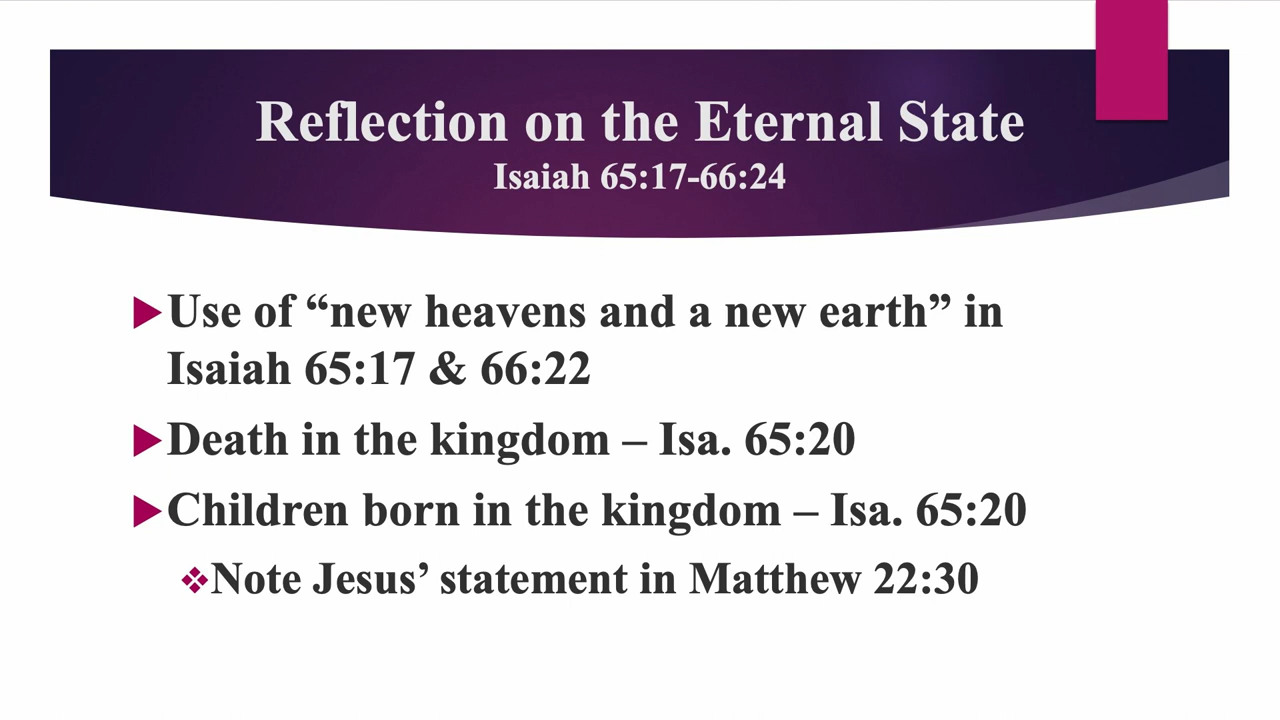 Reflection on the Eternal State
Isaiah 65:17-66:24
Use of “new heavens and a new earth” in
Isaiah 65:17 & 66:22
Death in the kingdom – Isa. 65:20
Children born in the kingdom – Isa. 65:20
Note Jesus’ statement in Matthew 22:30